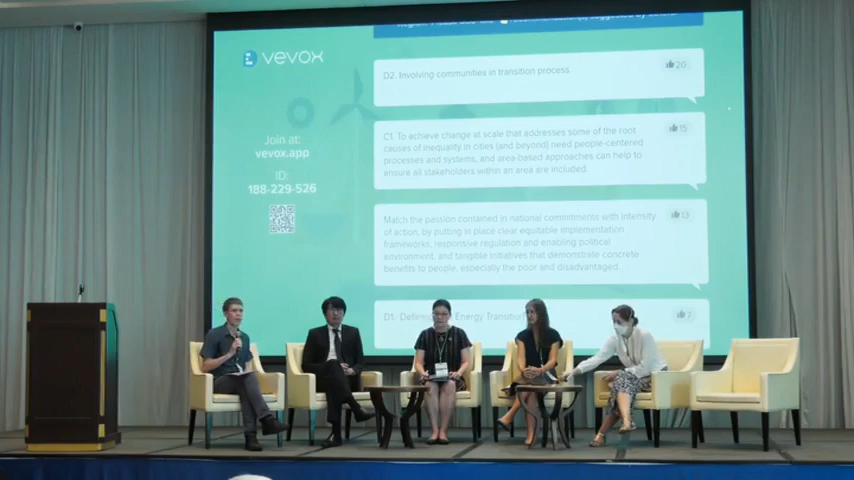 vevox
Join at:
vevox.app
ID:
188-229-526
D2. Involving communities in transition process.
20
C1. To achieve change at scale that addresses some of the root
causes of inequality in cities (and beyond) need people-centered
processes and systems, and area-based approaches can help to
ensure all stakeholders within an area are included.
15
Match the passion contained in national commitments with intensity
of action, by putting in place clear equitable implementation
frameworks, responsive regulation and enabling political
environment, and tangible initiatives that demonstrate concrete
benefits to people, especially the poor and disadvantaged.
13
Energy Transition
7